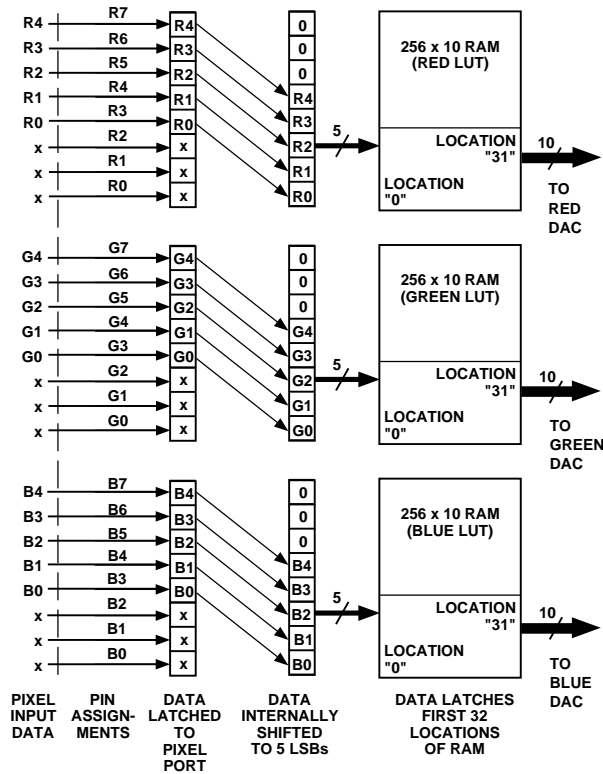 R4 R7 R4 0
R3 R6 R3 0
R2 R5 R2 0
R1 R4 R1 R4
R0 R3 R0 R3
x R2 x R2
x R1 x R1
x R0 x R0
5
256 x 10 RAM
(RED LUT)
LOCATION
"31"
LOCATION
"0"
10
TO
RED
DAC
G4 G7 G4 0
G3 G6 G3 0
G2 G5 G2 0
G1 G4 G1 G4
G0 G3 G0 G3
x G2 x G2
x G1 x G1
x G0 x G0
5
256 x 10 RAM
(GREEN LUT)
LOCATION
"31"
LOCATION
"0"
10
TO
GREEN
DAC
B4 B7 B4 0
B3 B6 B3 0
B2 B5 B2 0
B1 B4 B1 B4
B0 B3 B0 B3
x B2 x B2
x B1 x B1
x B0 x B0
5
256 x 10 RAM
(BLUE LUT)
LOCATION
"31"
LOCATION
"0"
10
TO
BLUE
DAC
PIXEL
INPUT
DATA
PIN
ASSIGN-
MENTS
DATA
LATCHED
TO
PIXEL
PORT
DATA
INTERNALLY
SHIFTED
TO 5 LSBs
DATA LATCHES
FIRST 32
LOCATIONS
OF RAM